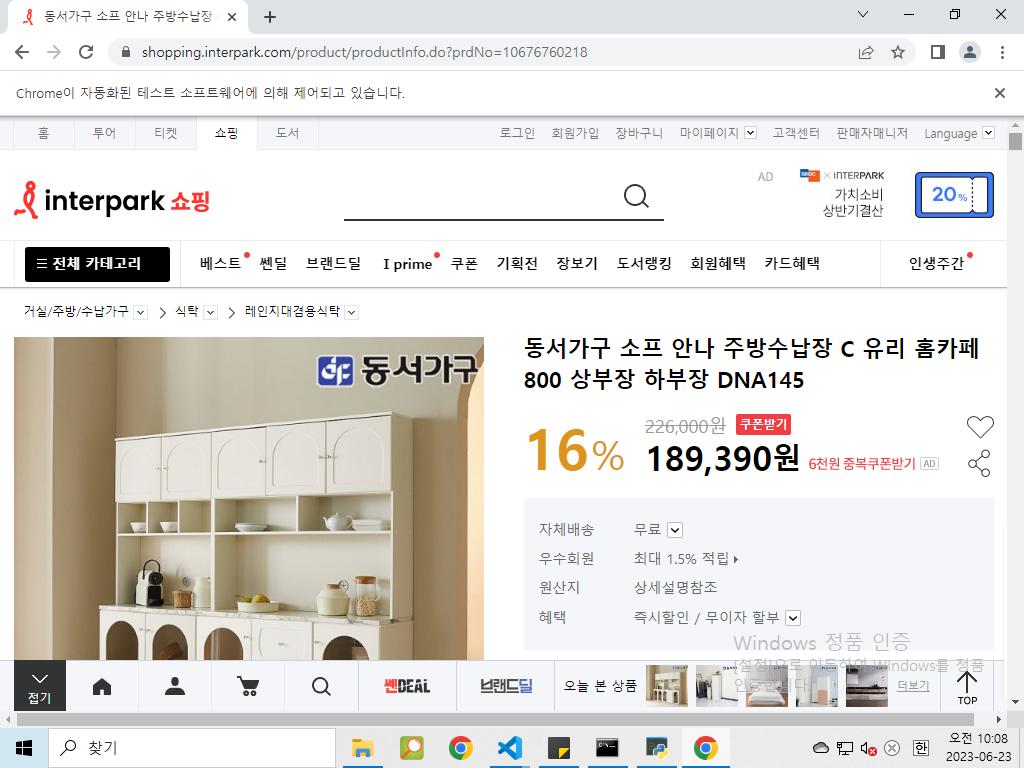 동서가구 소프 안나 주방수납장
shopping.interpark.com/product/productInfo.do?prdNo=10676760218
Chrome이 자동화된 테스트 소프트웨어에 의해 제어되고 있습니다.
홈 투어 티켓 쇼핑 도서 로그인 회원가입 장바구니 마이페이지 고객센터 판매자매니저 Language
interpark 쇼핑
AD
× INTERPARK
가치소비
상반기결산
20%
전체 카테고리 베스트 쎈딜 브랜드딜 I prime 쿠폰 기획전 장보기 도서랭킹 회원혜택 카드혜택 인생주간
거실/주방/수납가구 > 식탁 > 레인지대겸용식탁
동서가구
동서가구 소프 안나 주방수납장 C 유리 홈카페
800 상부장 하부장 DNA145
16%
226,000원 쿠폰받기
189,390원 6천원 중복쿠폰받기 AD
자체배송 무료
우수회원 최대 1.5% 적립
원산지 상세설명참조
혜택 즉시할인 / 무이자 할부
Windows 정품 인증
[설정]으로 이동하여 Windows를 정품
인증합니다.
접기
쎈DEAL
브랜드딜
오늘 본 상품
더보기
TOP
찾기
한
오전 10:08
2023-06-23